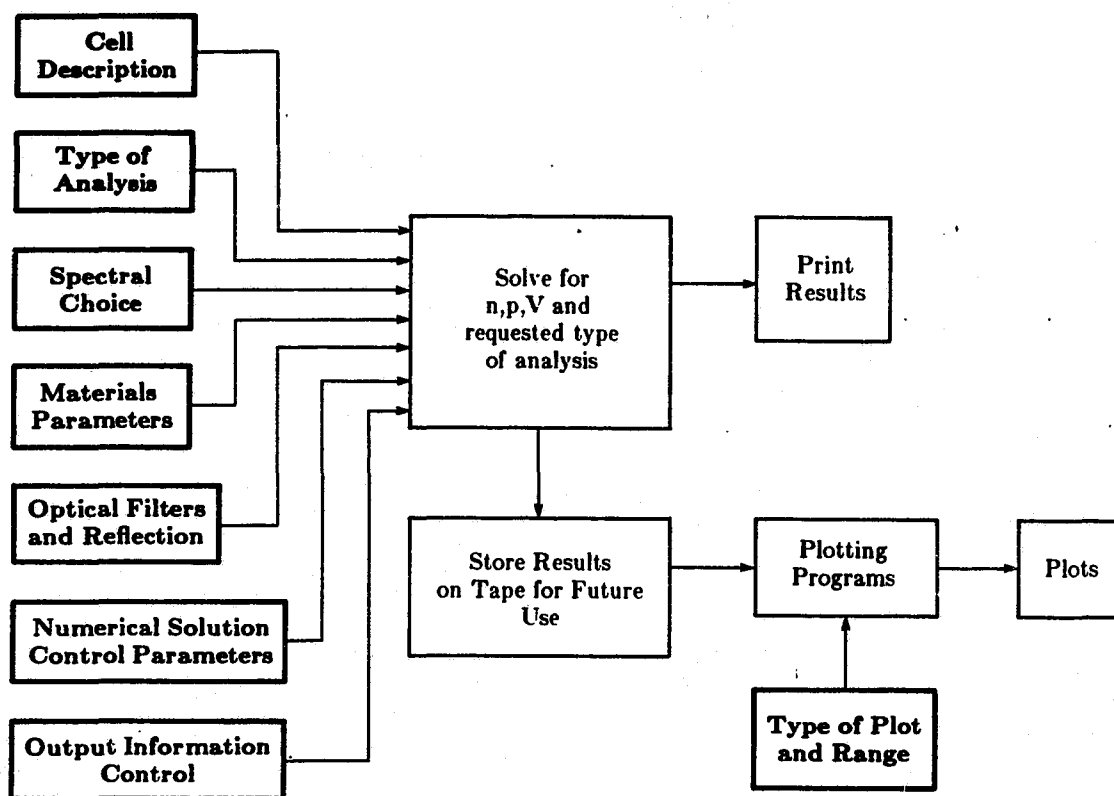 Cell
Description
Type of
Analysis
Spectral
Choice
Materials
Parameters
Optical Filters
and Reflection
Numerical Solution
Control Parameters
Output Information
Control
Solve for
n,p,V and
requested type
of analysis
Print
Results
Store Results
on Tape for Future
Use
Plotting
Programs
Plots
Type of Plot
and Range